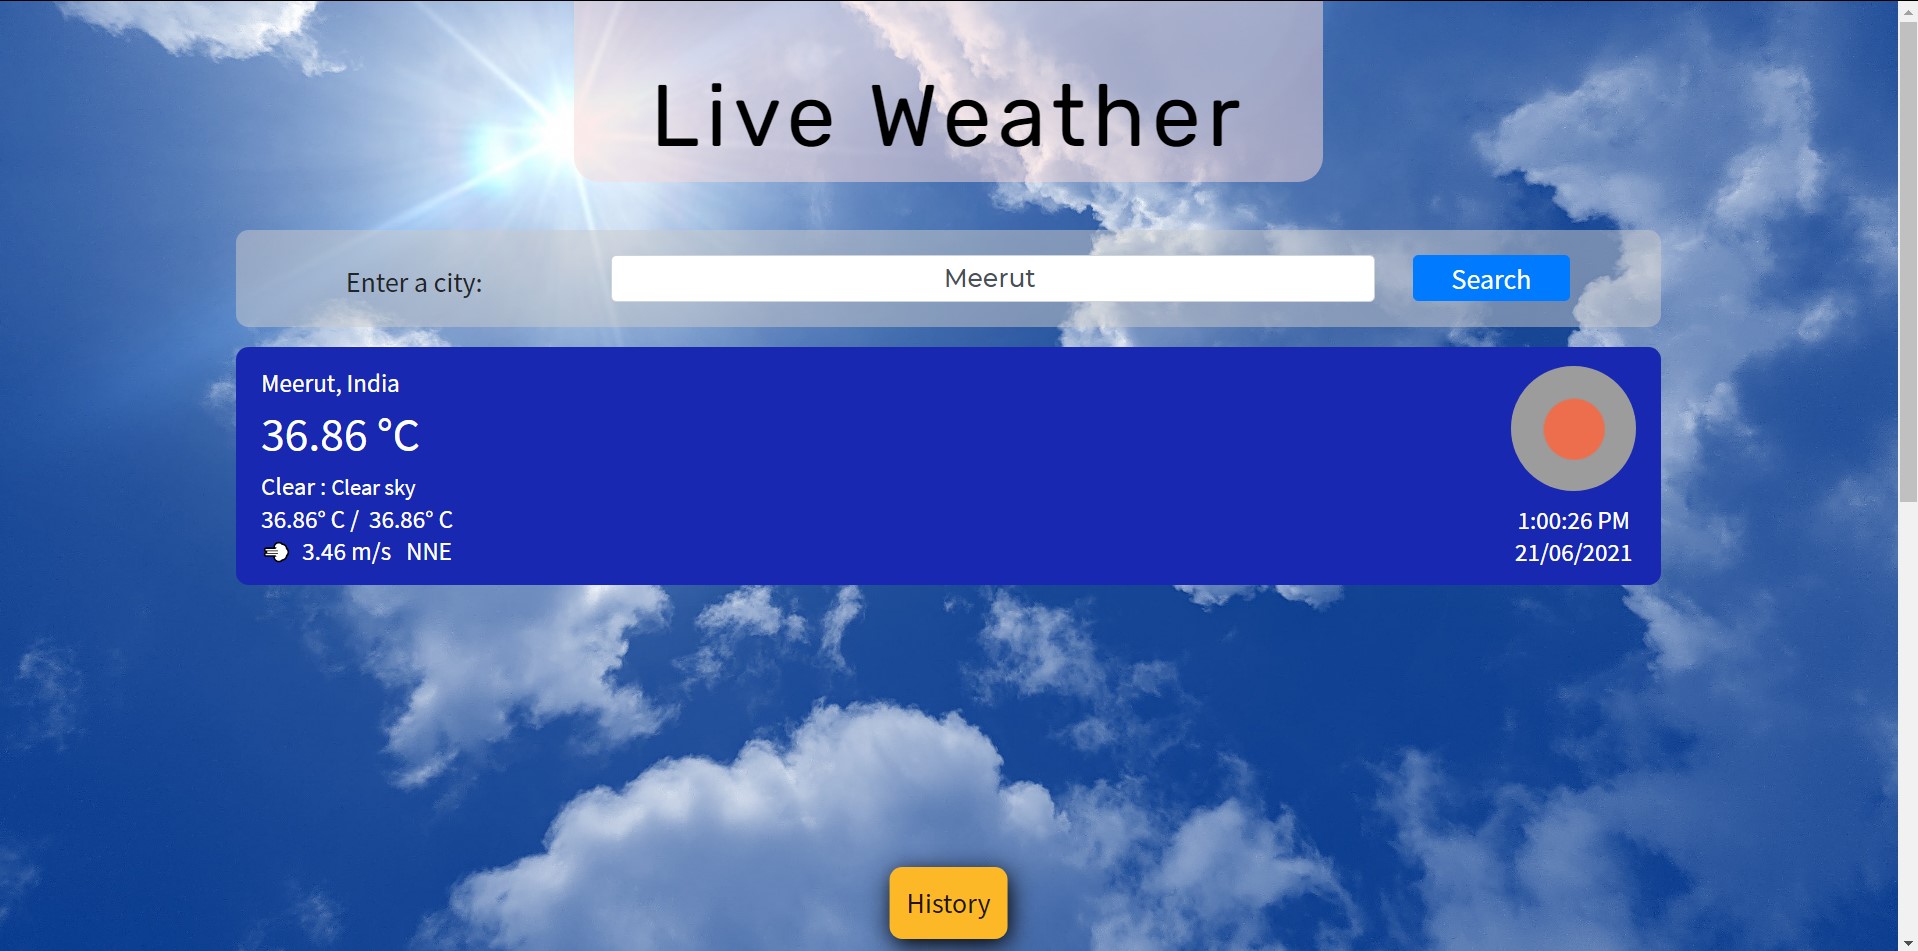 Live Weather
Enter a city:
Meerut
Search
Meerut, India
36.86 °C
Clear : Clear sky
36.86° C / 36.86° C
3.46 m/s NNE
1:00:26 PM
21/06/2021
History